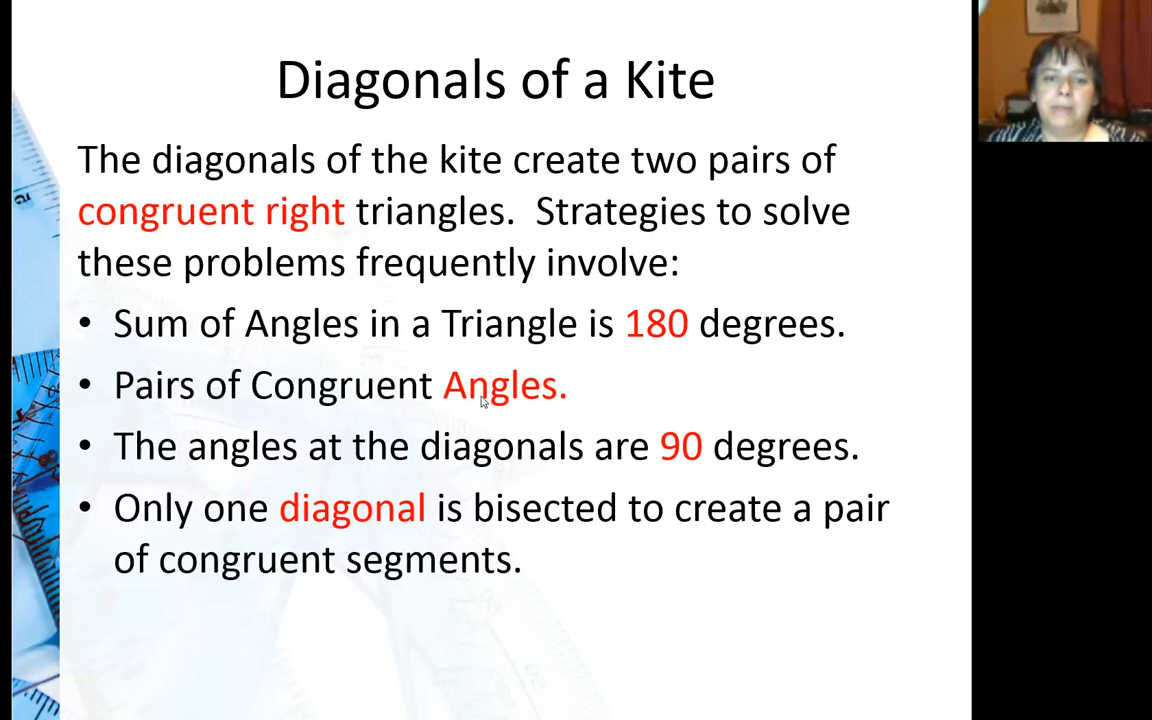 Diagonals of a Kite
The diagonals of the kite create two pairs of
congruent right triangles. Strategies to solve
these problems frequently involve:
• Sum of Angles in a Triangle is 180 degrees.
• Pairs of Congruent Angles.
• The angles at the diagonals are 90 degrees.
• Only one diagonal is bisected to create a pair
of congruent segments.